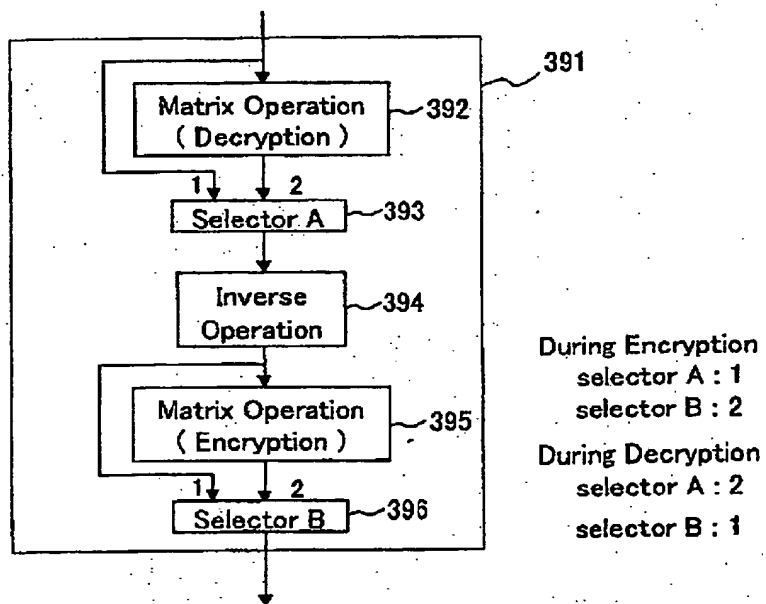 391
Matrix Operation
( Decryption )
392
1
2
Selector A
393
Inverse
Operation
394
Matrix Operation
( Encryption )
395
1
2
Selector B
396
During Encryption
selector A : 1
selector B : 2
During Decryption
selector A : 2
selector B : 1